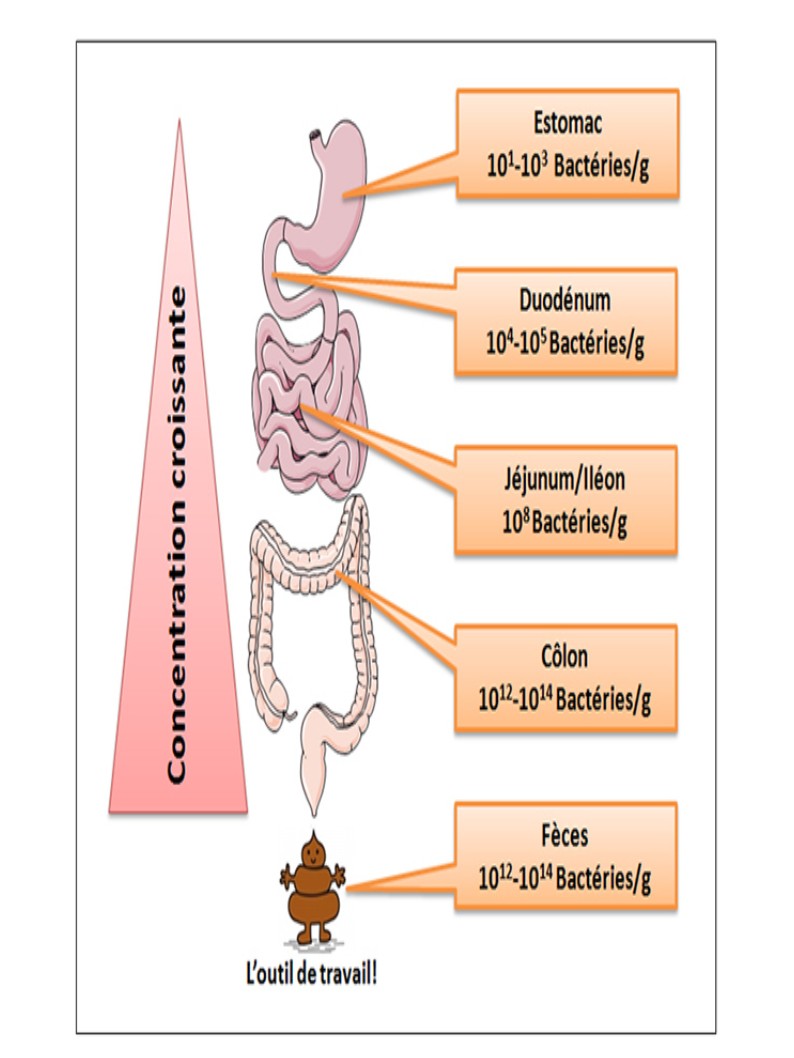 Estomac
10¹-10³ Bactéries/g
Duodénum
10⁴-10⁵ Bactéries/g
Concentration croissante
Jéjunum/Iléon
10⁸ Bactéries/g
Côlon
10¹²-10¹⁴ Bactéries/g
Fèces
10¹²-10¹⁴ Bactéries/g
L'outil de travail!